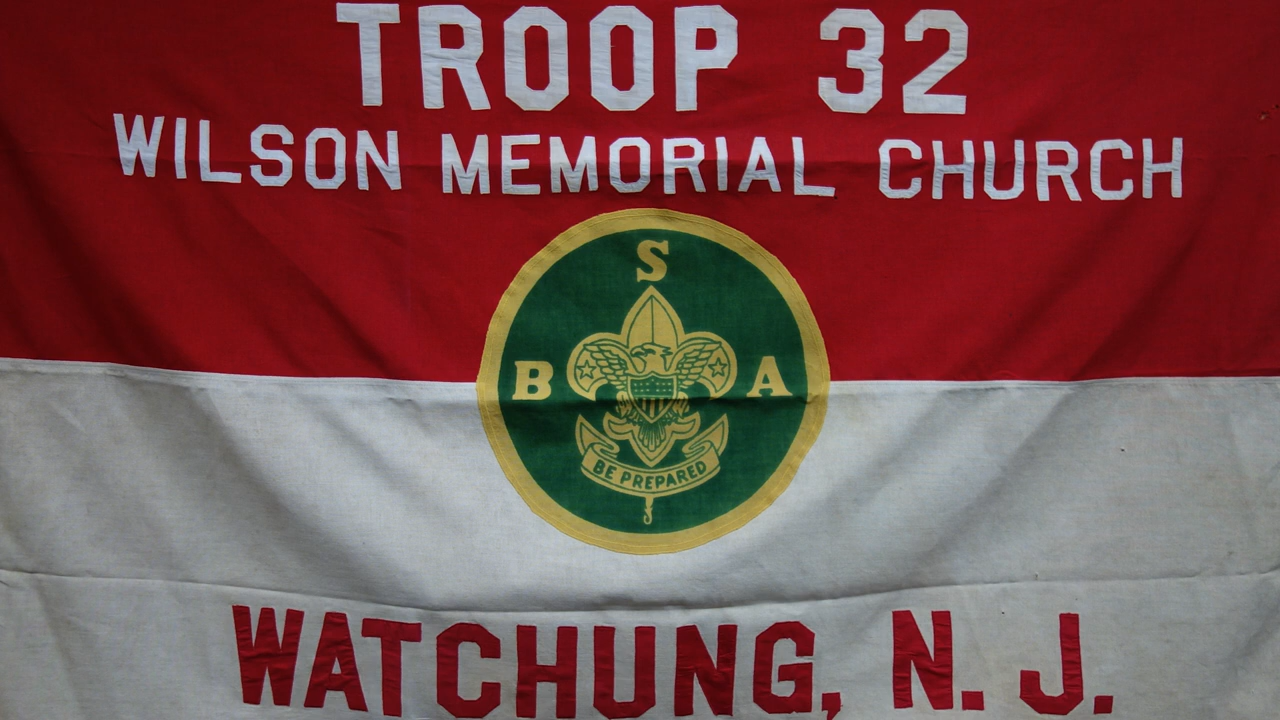 TROOP 32
WILSON MEMORIAL CHURCH
S
B A
BE PREPARED
WATCHUNG, N. J.